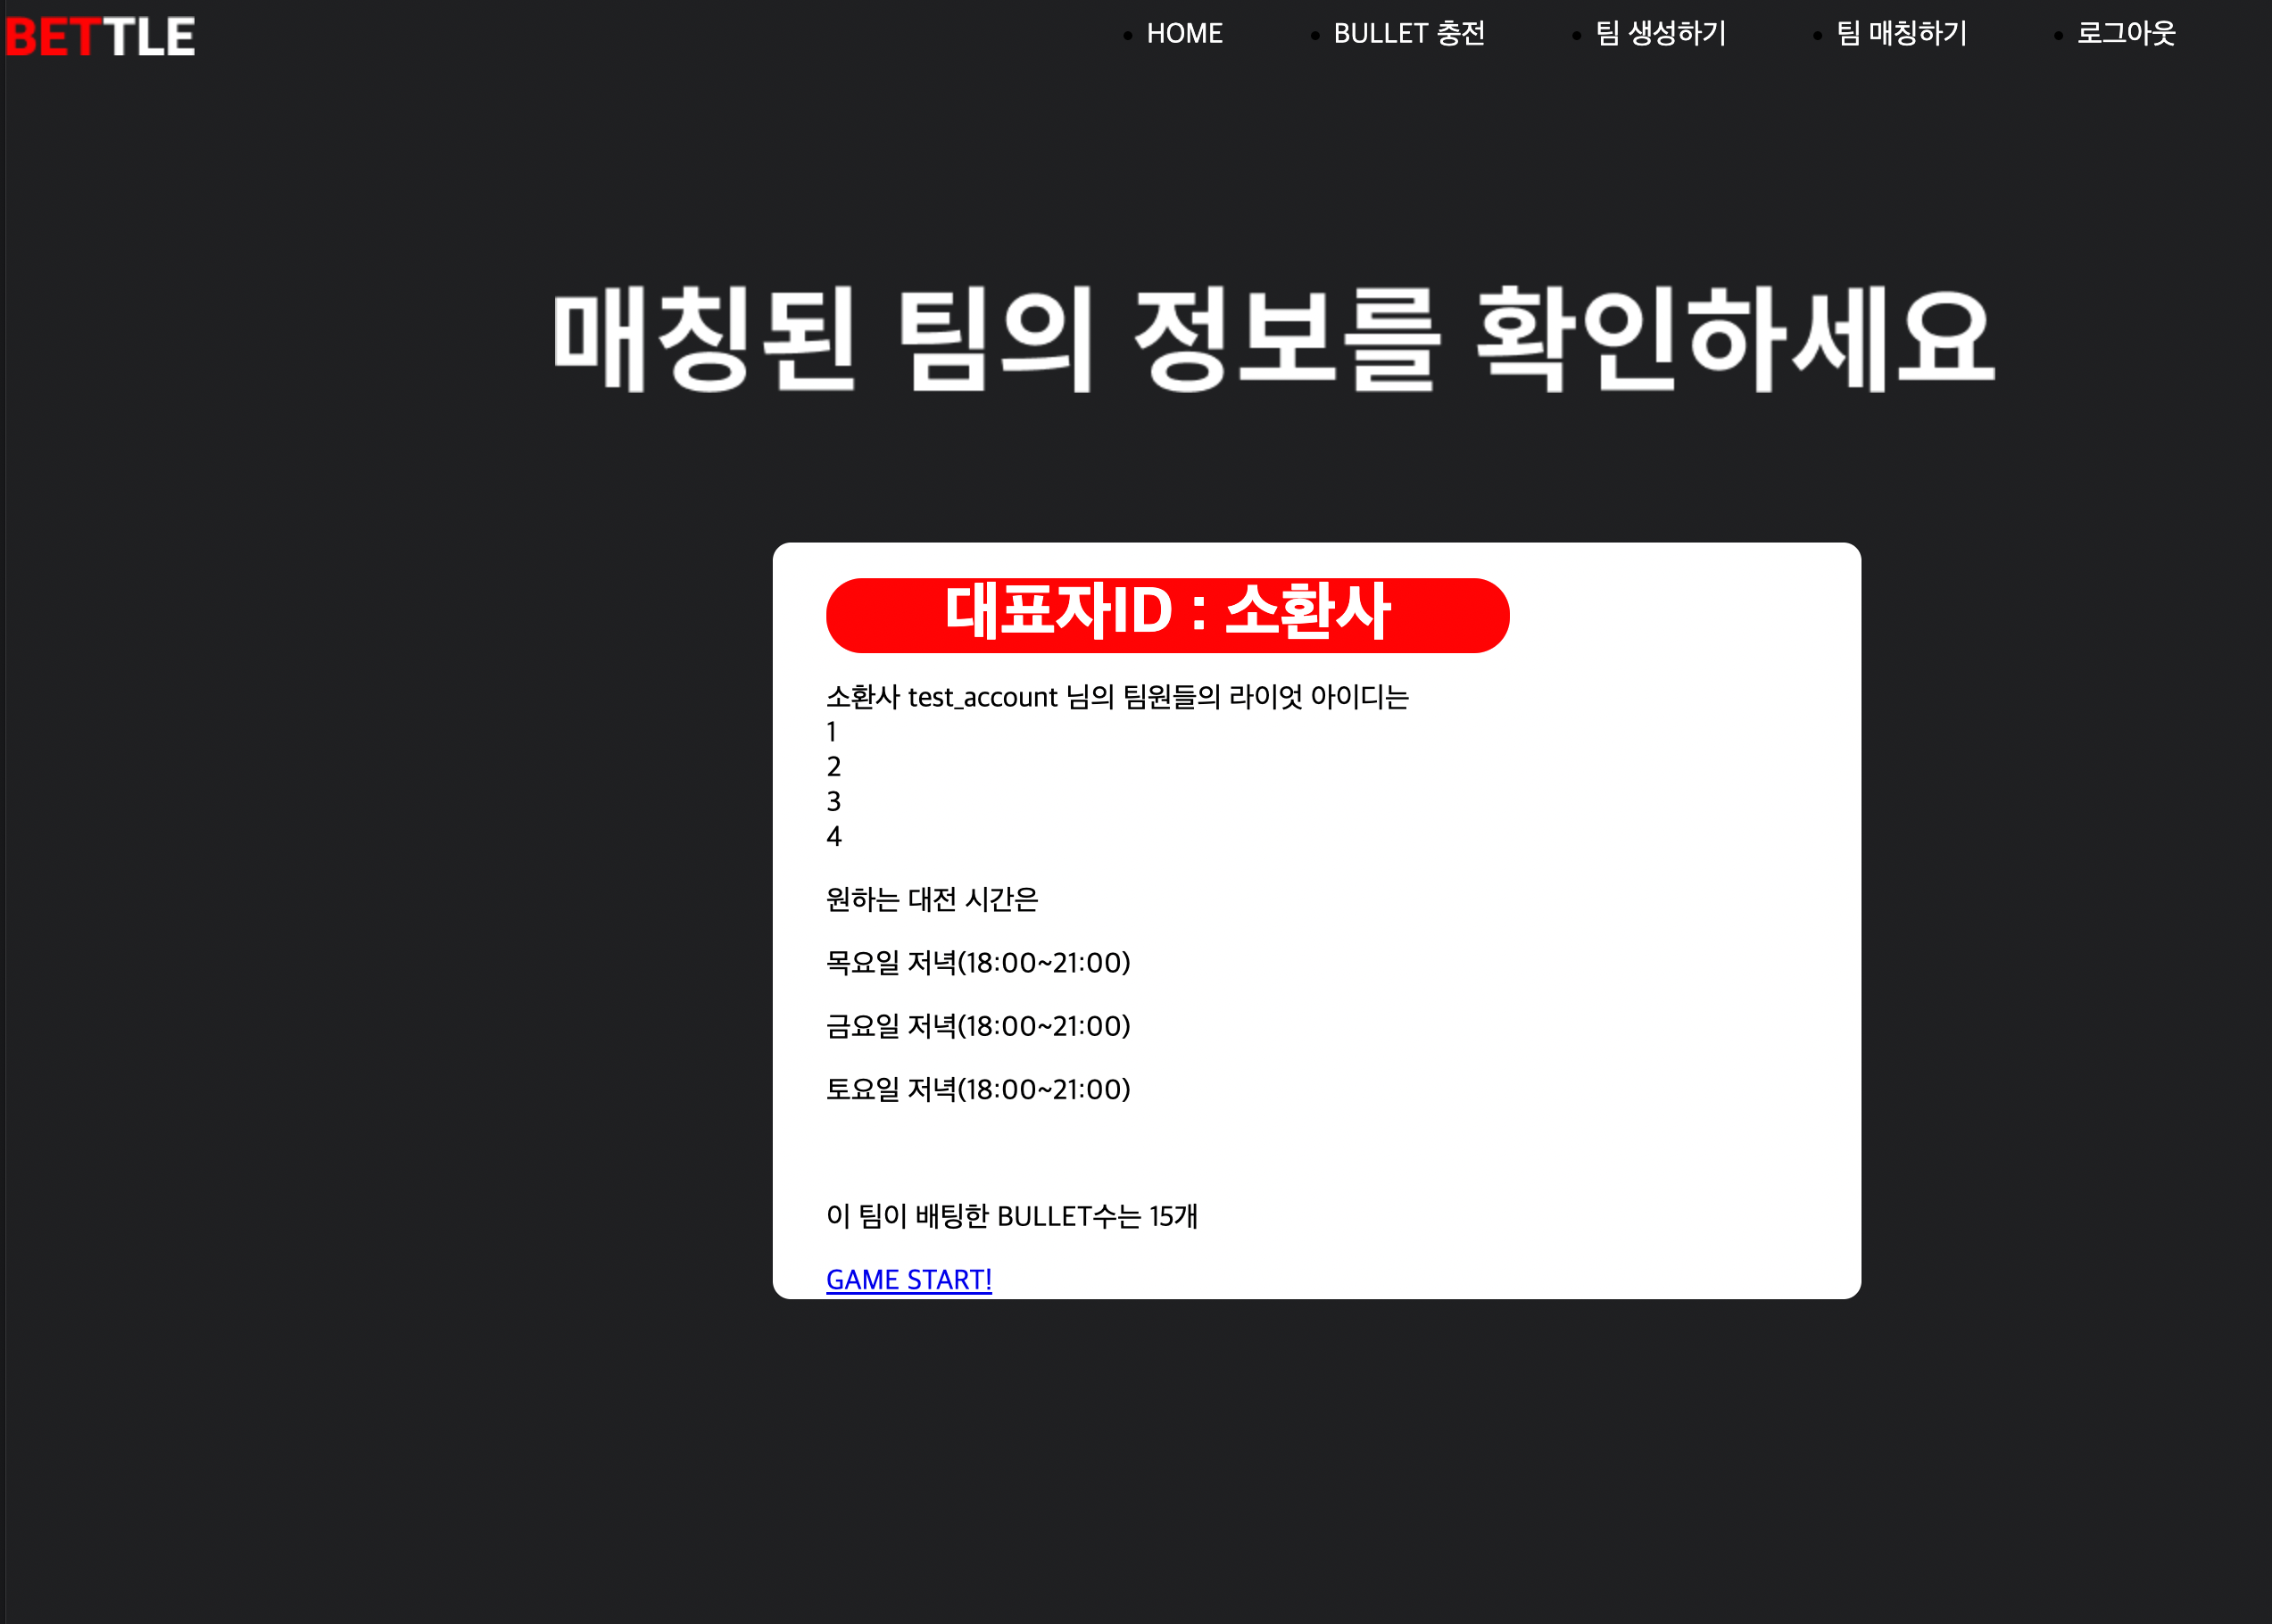 BETTLE
HOME
BULLET 충전
팀 생성하기
팀 매칭하기
로그아웃
매칭된 팀의 정보를 확인하세요
대표자ID : 소환사
소환사 test_account 님의 팀원들의 라이엇 아이디는
1
2
3
4
원하는 대전 시간은
목요일 저녁(18:00~21:00)
금요일 저녁(18:00~21:00)
토요일 저녁(18:00~21:00)
이 팀이 배팅한 BULLET수는 15개
GAME START!